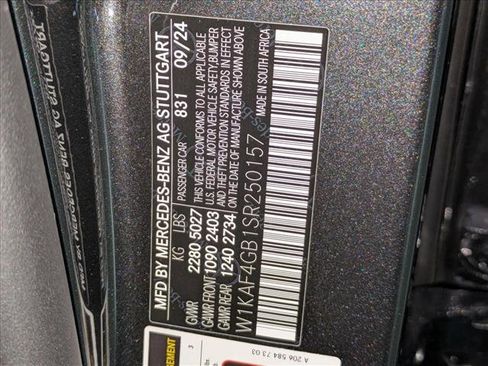 MFD BY MERCEDES-BENZ AG STUTTGART
PASSENGER CAR 831 09/24
KG LBS
GVWR 2280 5027
GAWR FRONT 1090 2403
GAWR REAR 1240 2734
THIS VEHICLE CONFORMS TO ALL APPLICABLE
U.S. FEDERAL MOTOR VEHICLE SAFETY, BUMPER
AND THEFT PREVENTION STANDARDS IN EFFECT
ON THE DATE OF MANUFACTURE SHOWN ABOVE
W1KAF4GB1SR250157
MADE IN SOUTH AFRICA
A 206 584 73 03